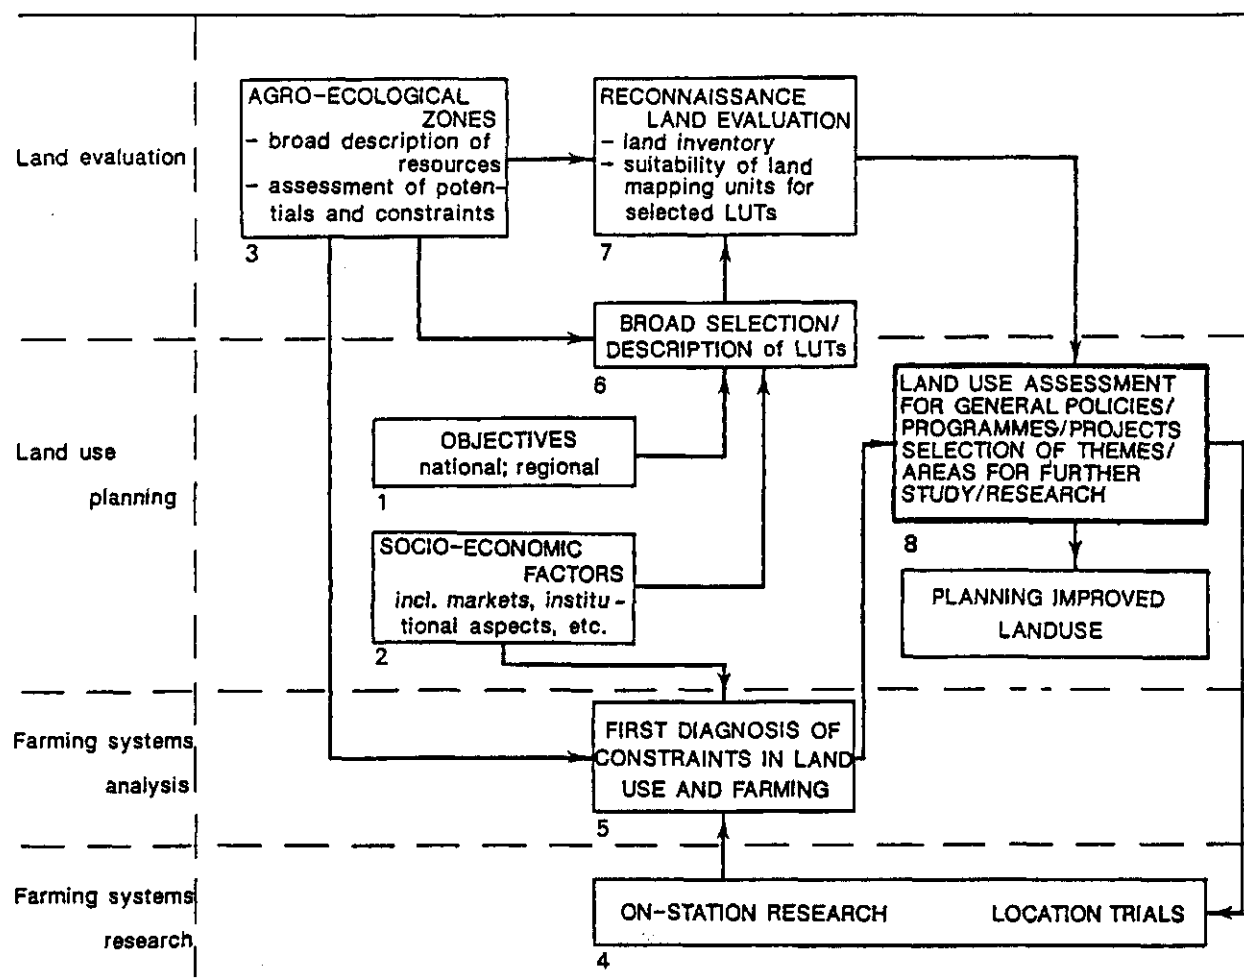 Land evaluation
AGRO-ECOLOGICAL
ZONES
- broad description of
resources
- assessment of poten-
tials and constraints
3
RECONNAISSANCE
LAND EVALUATION
- land inventory
- suitability of land
mapping units for
selected LUTs
7
BROAD SELECTION/
DESCRIPTION of LUTs
6
Land use
planning
OBJECTIVES
national; regional
1
SOCIO-ECONOMIC
FACTORS
incl. markets, institu-
tional aspects, etc.
2
LAND USE ASSESSMENT
FOR GENERAL POLICIES/
PROGRAMMES/PROJECTS
SELECTION OF THEMES/
AREAS FOR FURTHER
STUDY/RESEARCH
8
PLANNING IMPROVED
LANDUSE
Farming systems
analysis
FIRST DIAGNOSIS OF
CONSTRAINTS IN LAND
USE AND FARMING
5
Farming systems
research
ON-STATION RESEARCH LOCATION TRIALS
4